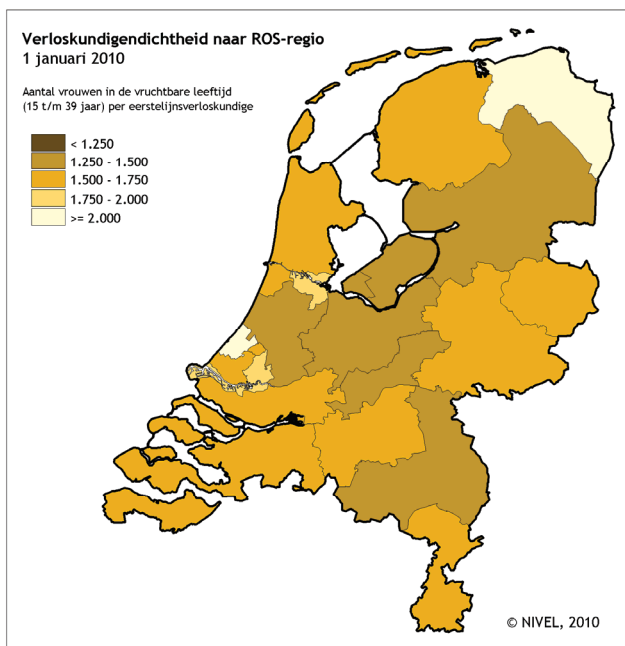 Verloskundigendichtheid naar ROS-regio
1 januari 2010
Aantal vrouwen in de vruchtbare leeftijd
(15 t/m 39 jaar) per eerstelijnsverloskundige
< 1.250
1.250 - 1.500
1.500 - 1.750
1.750 - 2.000
>= 2.000
© NIVEL, 2010